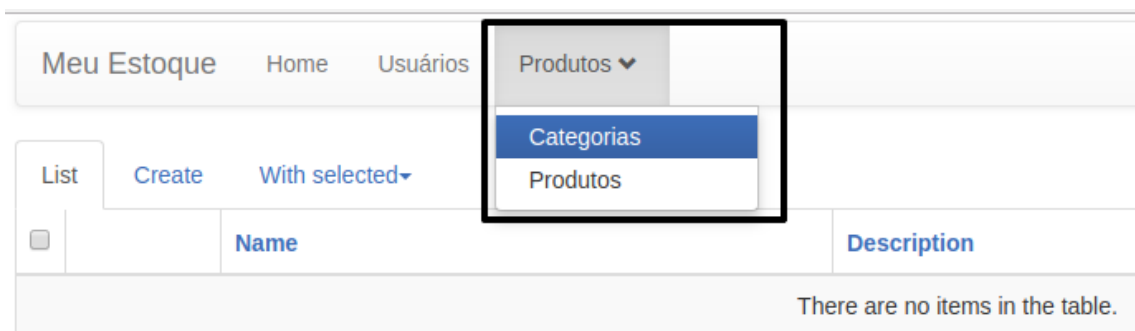 Meu Estoque Home Usuários Produtos
Categorias
Produtos
List Create With selected
Name Description
There are no items in the table.